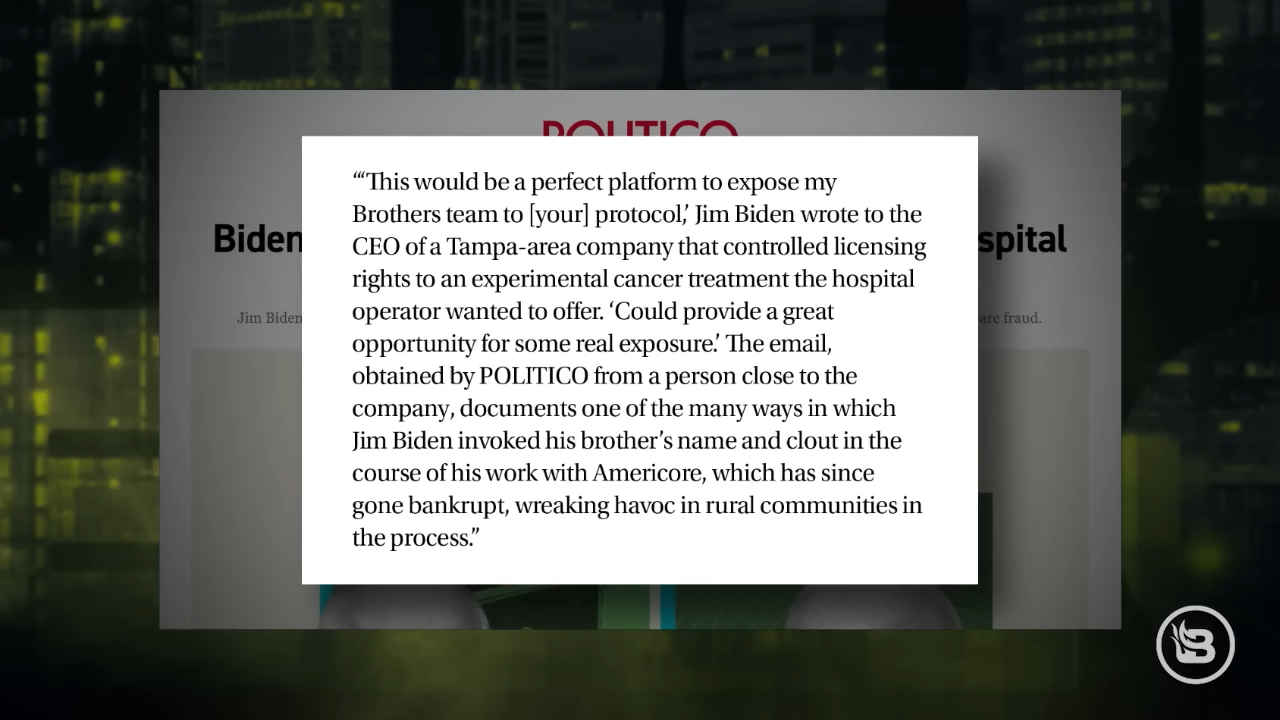 POLITICO
Biden
spital
Jim Biden
are fraud.
“‘This would be a perfect platform to expose my
Brothers team to [your] protocol,’ Jim Biden wrote to the
CEO of a Tampa-area company that controlled licensing
rights to an experimental cancer treatment the hospital
operator wanted to offer. ‘Could provide a great
opportunity for some real exposure.’ The email,
obtained by POLITICO from a person close to the
company, documents one of the many ways in which
Jim Biden invoked his brother’s name and clout in the
course of his work with Americore, which has since
gone bankrupt, wreaking havoc in rural communities in
the process.”
B